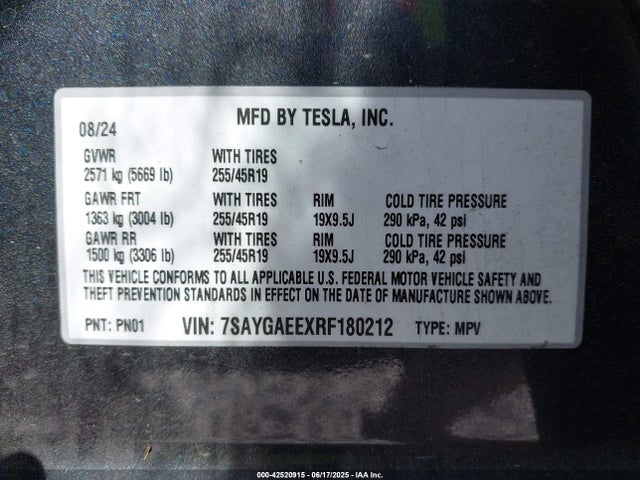 MFD BY TESLA, INC.
08/24
GVWR WITH TIRES
2571 kg (5669 lb) 255/45R19
GAWR FRT WITH TIRES RIM COLD TIRE PRESSURE
1363 kg (3004 lb) 255/45R19 19X9.5J 290 kPa, 42 psi
GAWR RR WITH TIRES RIM COLD TIRE PRESSURE
1500 kg (3306 lb) 255/45R19 19X9.5J 290 kPa, 42 psi
THIS VEHICLE CONFORMS TO ALL APPLICABLE U.S. FEDERAL MOTOR VEHICLE SAFETY AND
THEFT PREVENTION STANDARDS IN EFFECT ON THE DATE OF MANUFACTURE SHOWN ABOVE.
PNT: PN01 VIN: 7SAYGAEEXRF180212 TYPE: MPV
000-42520915 - 06/17/2025 - IAA Inc.